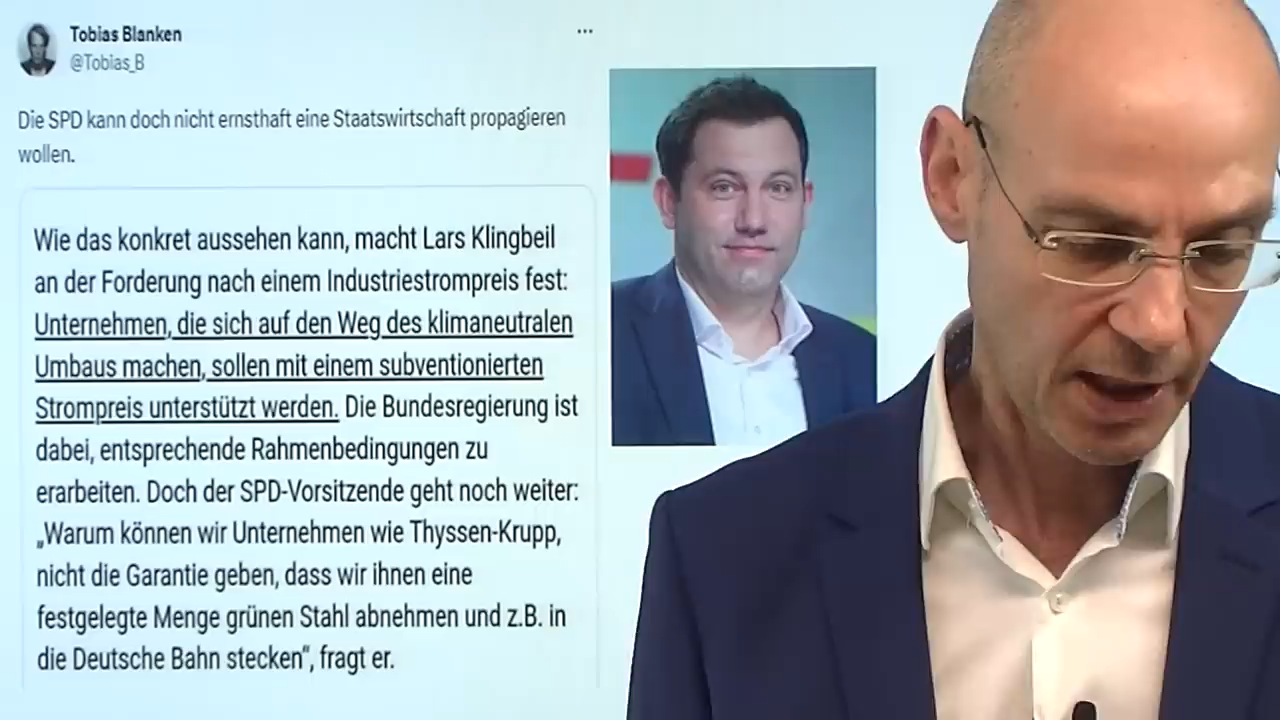 Tobias Blanken
@Tobias_B
...
Die SPD kann doch nicht ernsthaft eine Staatswirtschaft propagieren
wollen.
Wie das konkret aussehen kann, macht Lars Klingbeil
an der Forderung nach einem Industriestrompreis fest:
Unternehmen, die sich auf den Weg des klimaneutralen
Umbaus machen, sollen mit einem subventionierten
Strompreis unterstützt werden. Die Bundesregierung ist
dabei, entsprechende Rahmenbedingungen zu
erarbeiten. Doch der SPD-Vorsitzende geht noch weiter:
„Warum können wir Unternehmen wie Thyssen-Krupp,
nicht die Garantie geben, dass wir ihnen eine
festgelegte Menge grünen Stahl abnehmen und z.B. in
die Deutsche Bahn stecken“, fragt er.